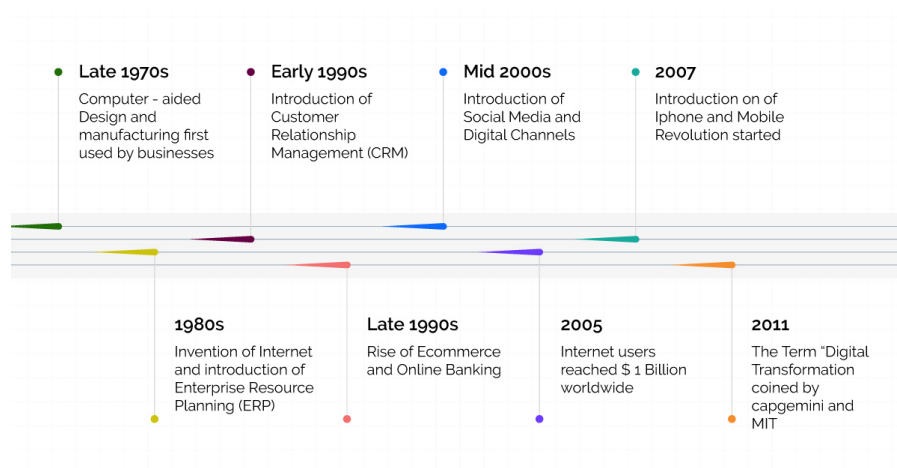 Late 1970s
Computer - aided
Design and
manufacturing first
used by businesses
Early 1990s
Introduction of
Customer
Relationship
Management (CRM)
Mid 2000s
Introduction of
Social Media and
Digital Channels
2007
Introduction on of
Iphone and Mobile
Revolution started
1980s
Invention of Internet
and introduction of
Enterprise Resource
Planning (ERP)
Late 1990s
Rise of Ecommerce
and Online Banking
2005
Internet users
reached $ 1 Billion
worldwide
2011
The Term “Digital
Transformation
coined by
capgemini and
MIT